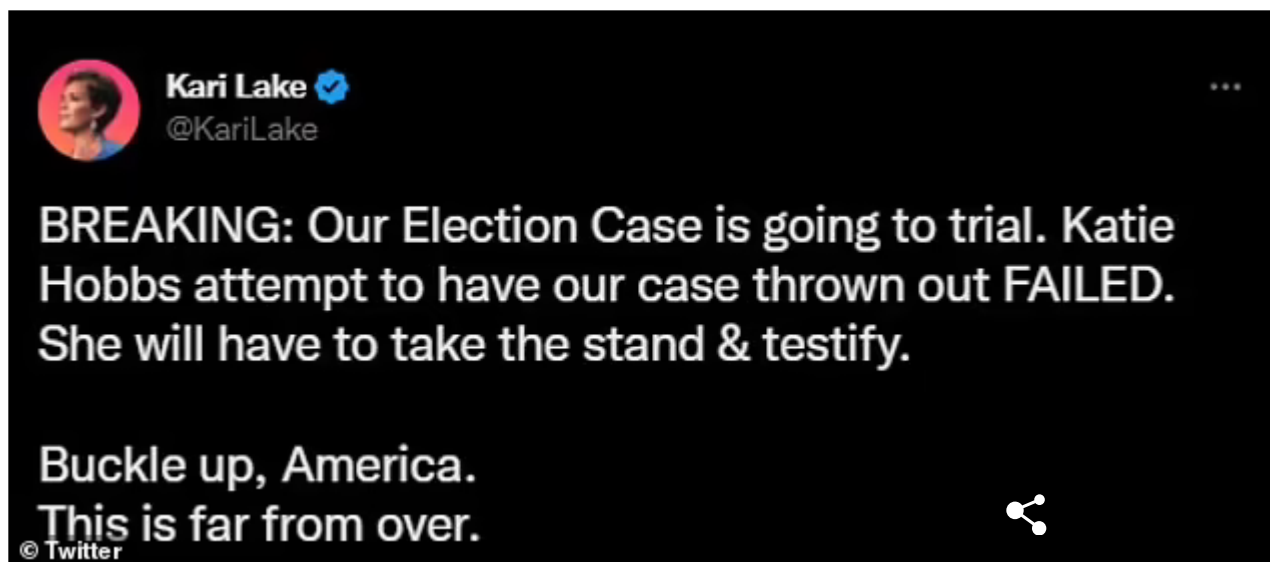 Kari Lake
@KariLake
BREAKING: Our Election Case is going to trial. Katie
Hobbs attempt to have our case thrown out FAILED.
She will have to take the stand & testify.
Buckle up, America.
This is far from over.
© Twitter